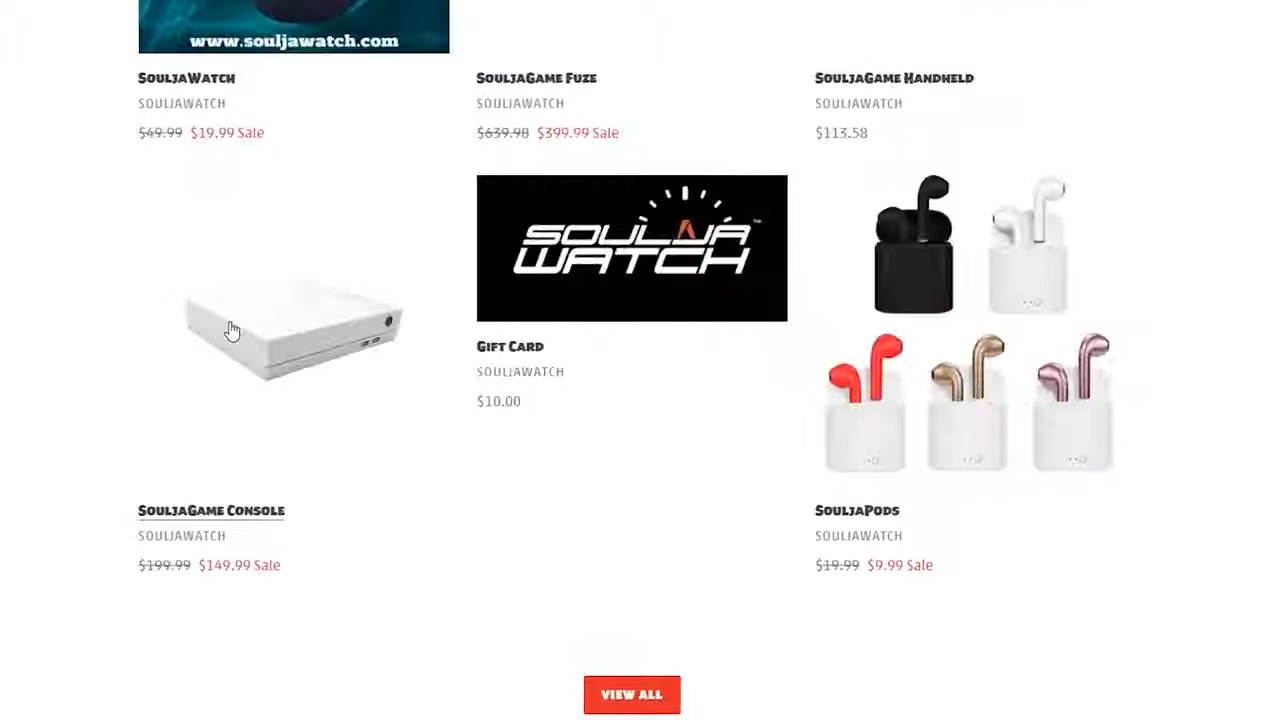 www.souljawatch.com
SouljaWatch
SOULJAWATCH
$49.99 $19.99 Sale
SouljaGame Fuze
SOULJAWATCH
$639.98 $399.99 Sale
SouljaGame Handheld
SOULJAWATCH
$113.58
SOULJA
WATCH
™
Gift Card
SOULJAWATCH
$10.00
SouljaGame Console
SOULJAWATCH
$199.99 $149.99 Sale
SouljaPods
SOULJAWATCH
$19.99 $9.99 Sale
VIEW ALL